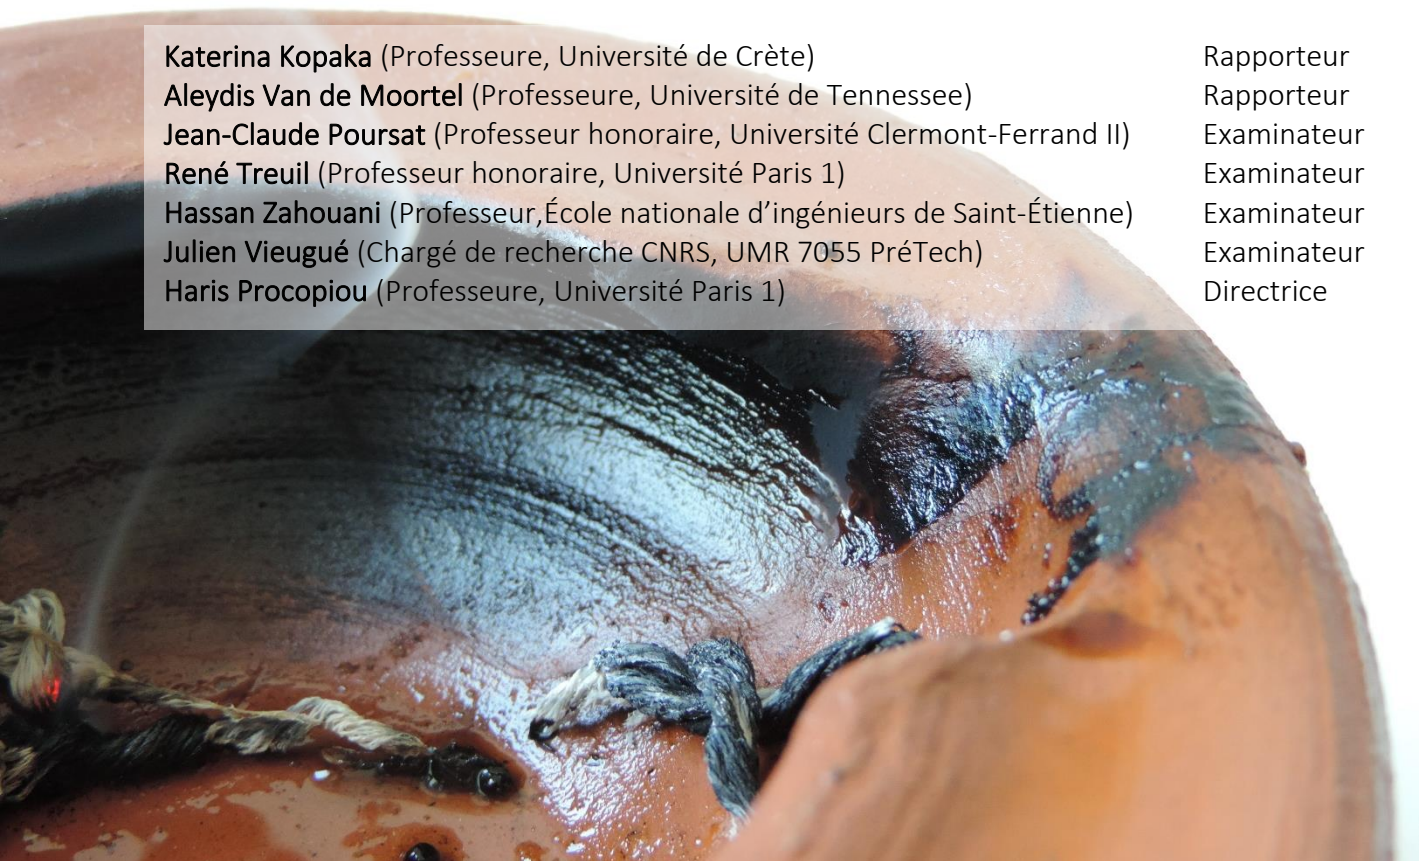 Katerina Kopaka (Professeure, Université de Crète) Rapporteur
Aleydis Van de Moortel (Professeure, Université de Tennessee) Rapporteur
Jean-Claude Poursat (Professeur honoraire, Université Clermont-Ferrand II) Examinateur
René Treuil (Professeur honoraire, Université Paris 1) Examinateur
Hassan Zahouani (Professeur,École nationale d’ingénieurs de Saint-Étienne) Examinateur
Julien Vieugué (Chargé de recherche CNRS, UMR 7055 PréTech) Examinateur
Haris Procopiou (Professeure, Université Paris 1) Directrice